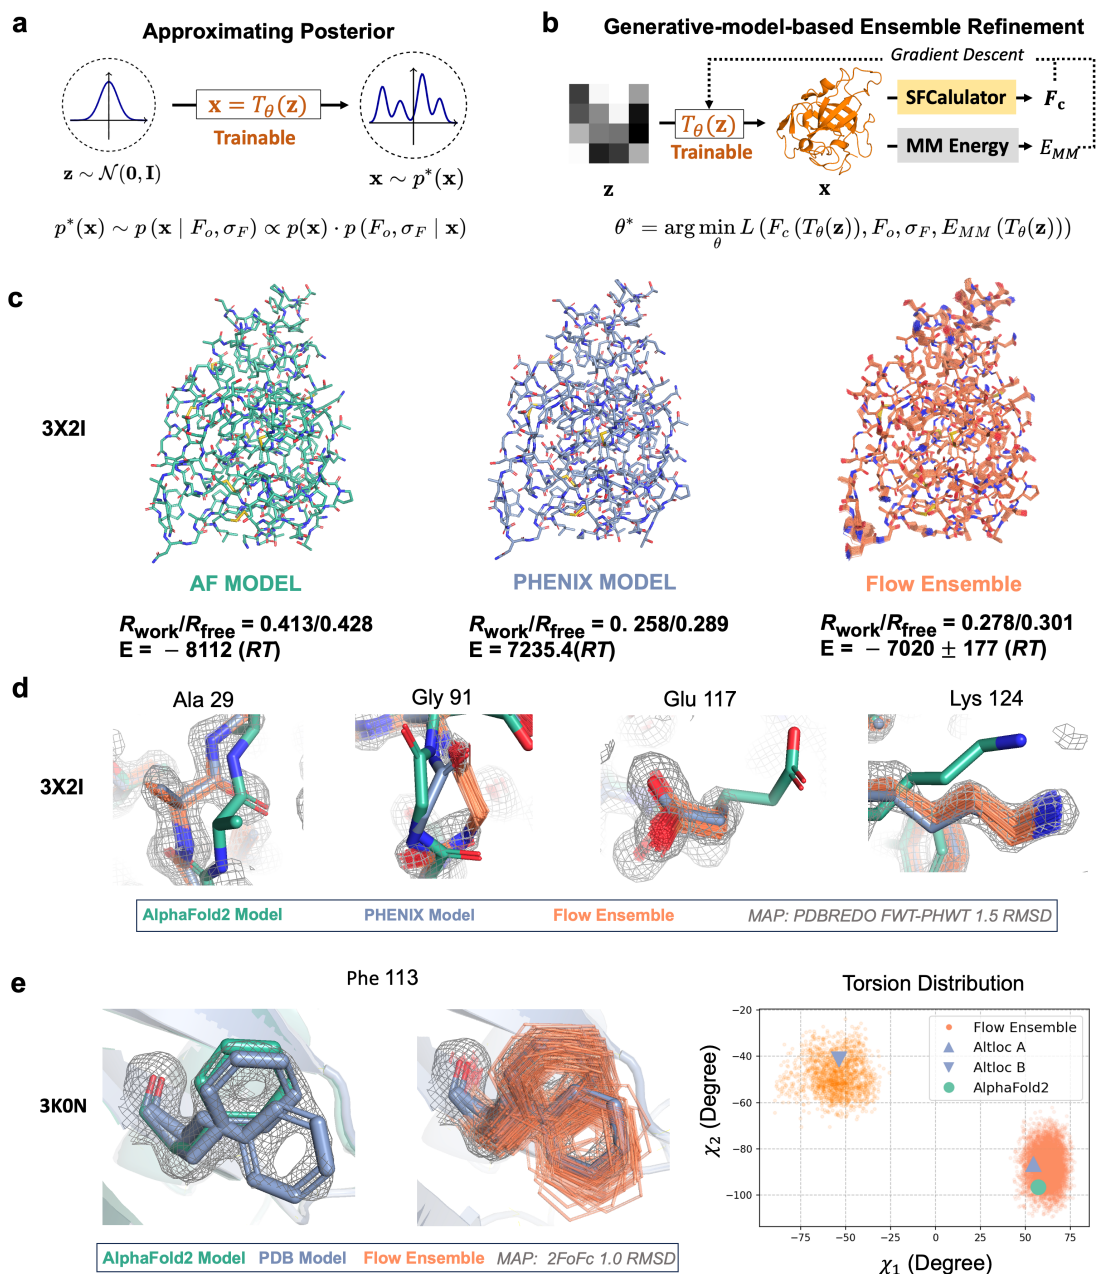 a
Approximating Posterior
x = Tθ(z)
Trainable
z ∼ 𝒩(0, I)
x ∼ p*(x)
p*(x) ∼ p (x | Fo, σF) ∝ p(x) · p (Fo, σF | x)
b
Generative-model-based Ensemble Refinement
Gradient Descent
Tθ(z)
Trainable
SFCalulator
Fc
MM Energy
EMM
z
x
θ* = arg min θ L (Fc (Tθ(z)), Fo, σF, EMM (Tθ(z)))
c
3X2I
AF MODEL
PHENIX MODEL
Flow Ensemble
Rwork/Rfree = 0.413/0.428
E = − 8112 (RT)
Rwork/Rfree = 0. 258/0.289
E = 7235.4(RT)
Rwork/Rfree = 0.278/0.301
E = − 7020 ± 177 (RT)
d
Ala 29
Gly 91
Glu 117
Lys 124
3X2I
AlphaFold2 Model
PHENIX Model
Flow Ensemble
MAP: PDBREDO FWT-PHWT 1.5 RMSD
e
Phe 113
Torsion Distribution
3K0N
Flow Ensemble
Altloc A
Altloc B
AlphaFold2
−20
−40
−60
−80
−100
χ2 (Degree)
−75
−50
−25
0
25
50
75
χ1 (Degree)
AlphaFold2 Model
PDB Model
Flow Ensemble
MAP: 2FoFc 1.0 RMSD